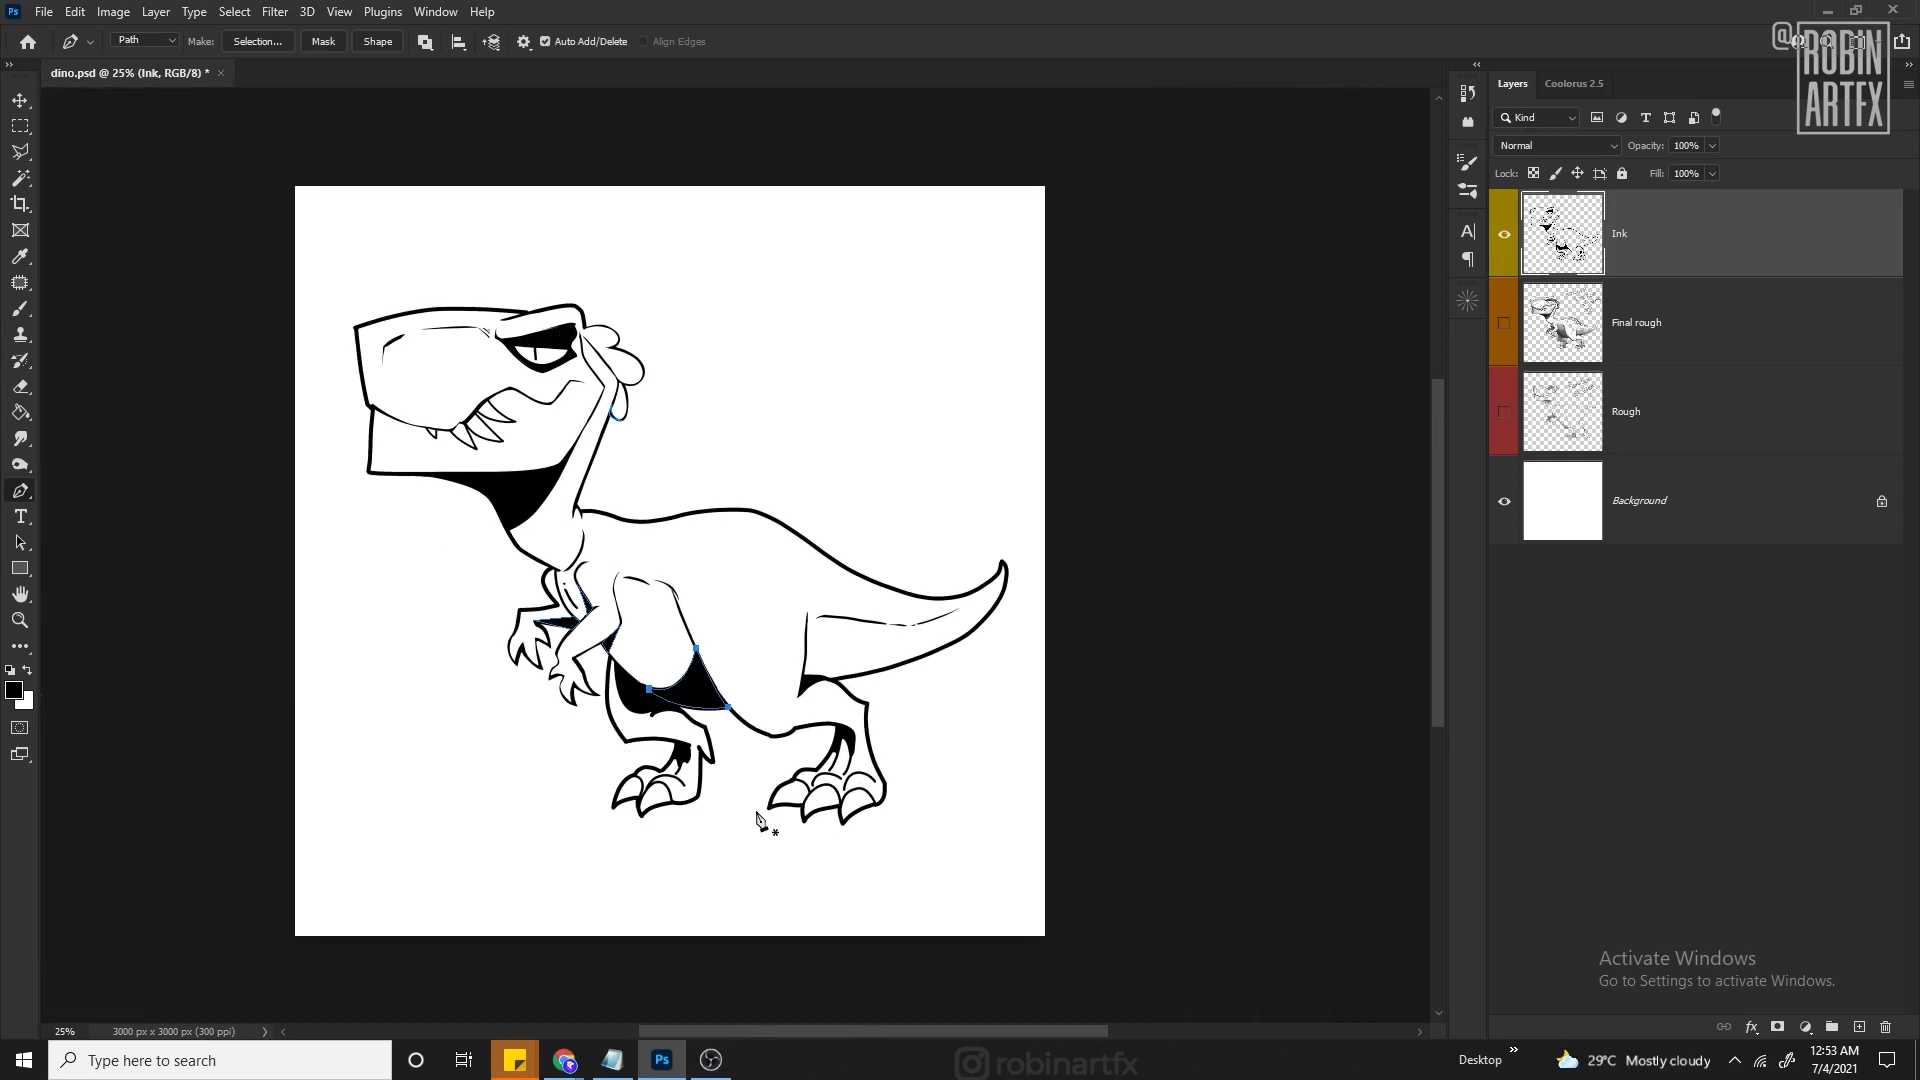 Ps File Edit Image Layer Type Select Filter 3D View Plugins Window Help
Path Make: Selection... Mask Shape Auto Add/Delete Align Edges
@ROBIN
ARTFX
dino.psd @ 25% (Ink, RGB/8) *
Layers Coolorus 2.5
Kind
Normal Opacity: 100%
Lock: Fill: 100%
Ink
Final rough
Rough
Background
Activate Windows
Go to Settings to activate Windows.
25% 3000 px x 3000 px (300 ppi)
Type here to search
Ps
robinartfx
Desktop
29°C Mostly cloudy
12:53 AM
7/4/2021